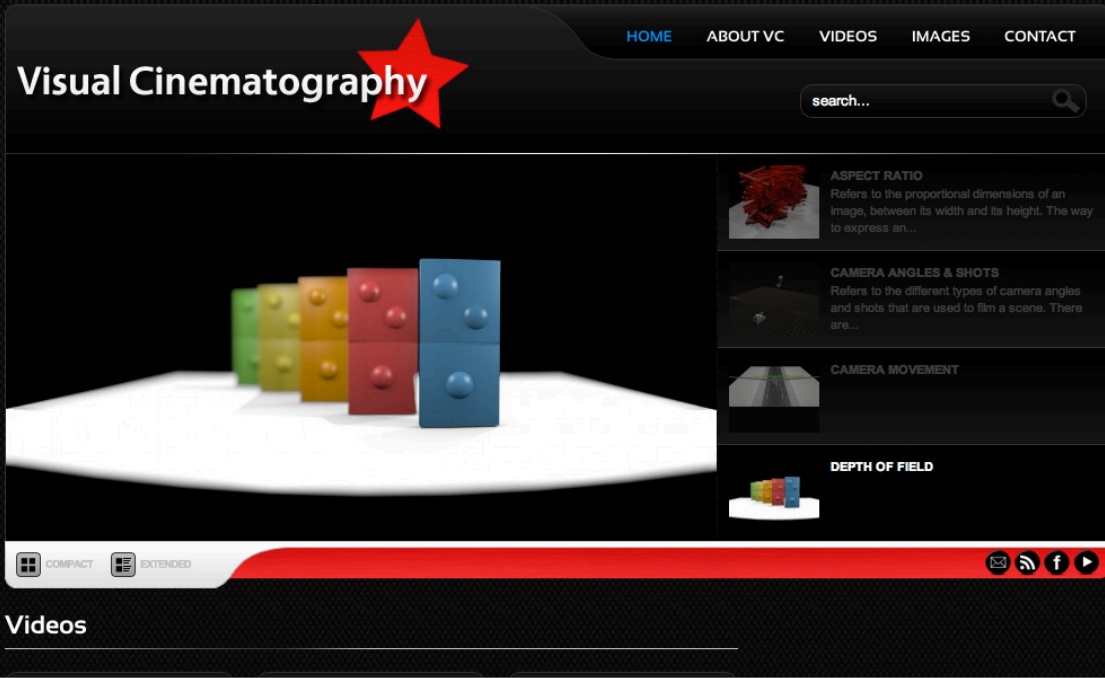 HOME ABOUT VC VIDEOS IMAGES CONTACT
Visual Cinematography
search...
ASPECT RATIO
Refers to the proportional dimensions of an
image, between its width and its height. The way
to express an...
CAMERA ANGLES & SHOTS
Refers to the different types of camera angles
and shots that are used to film a scene. There
are...
CAMERA MOVEMENT
DEPTH OF FIELD
COMPACT EXTENDED
f
Videos